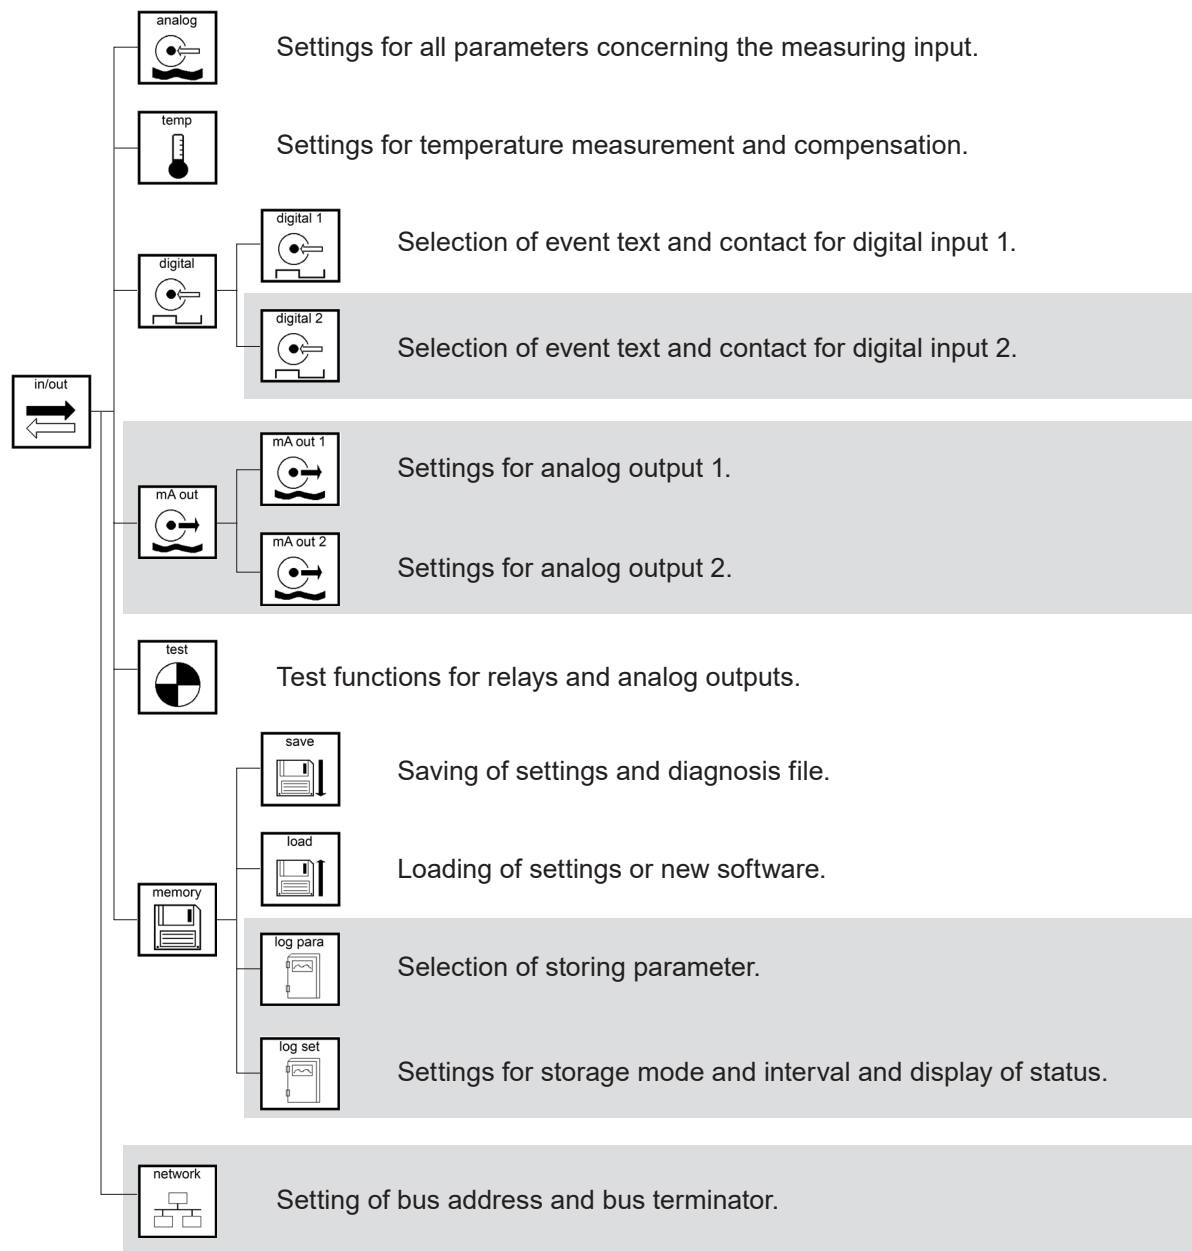 analog
Settings for all parameters concerning the measuring input.
temp
Settings for temperature measurement and compensation.
digital 1
Selection of event text and contact for digital input 1.
digital
digital 2
Selection of event text and contact for digital input 2.
in/out
mA out 1
Settings for analog output 1.
mA out
mA out 2
Settings for analog output 2.
test
Test functions for relays and analog outputs.
save
Saving of settings and diagnosis file.
load
Loading of settings or new software.
memory
log para
Selection of storing parameter.
log set
Settings for storage mode and interval and display of status.
network
Setting of bus address and bus terminator.